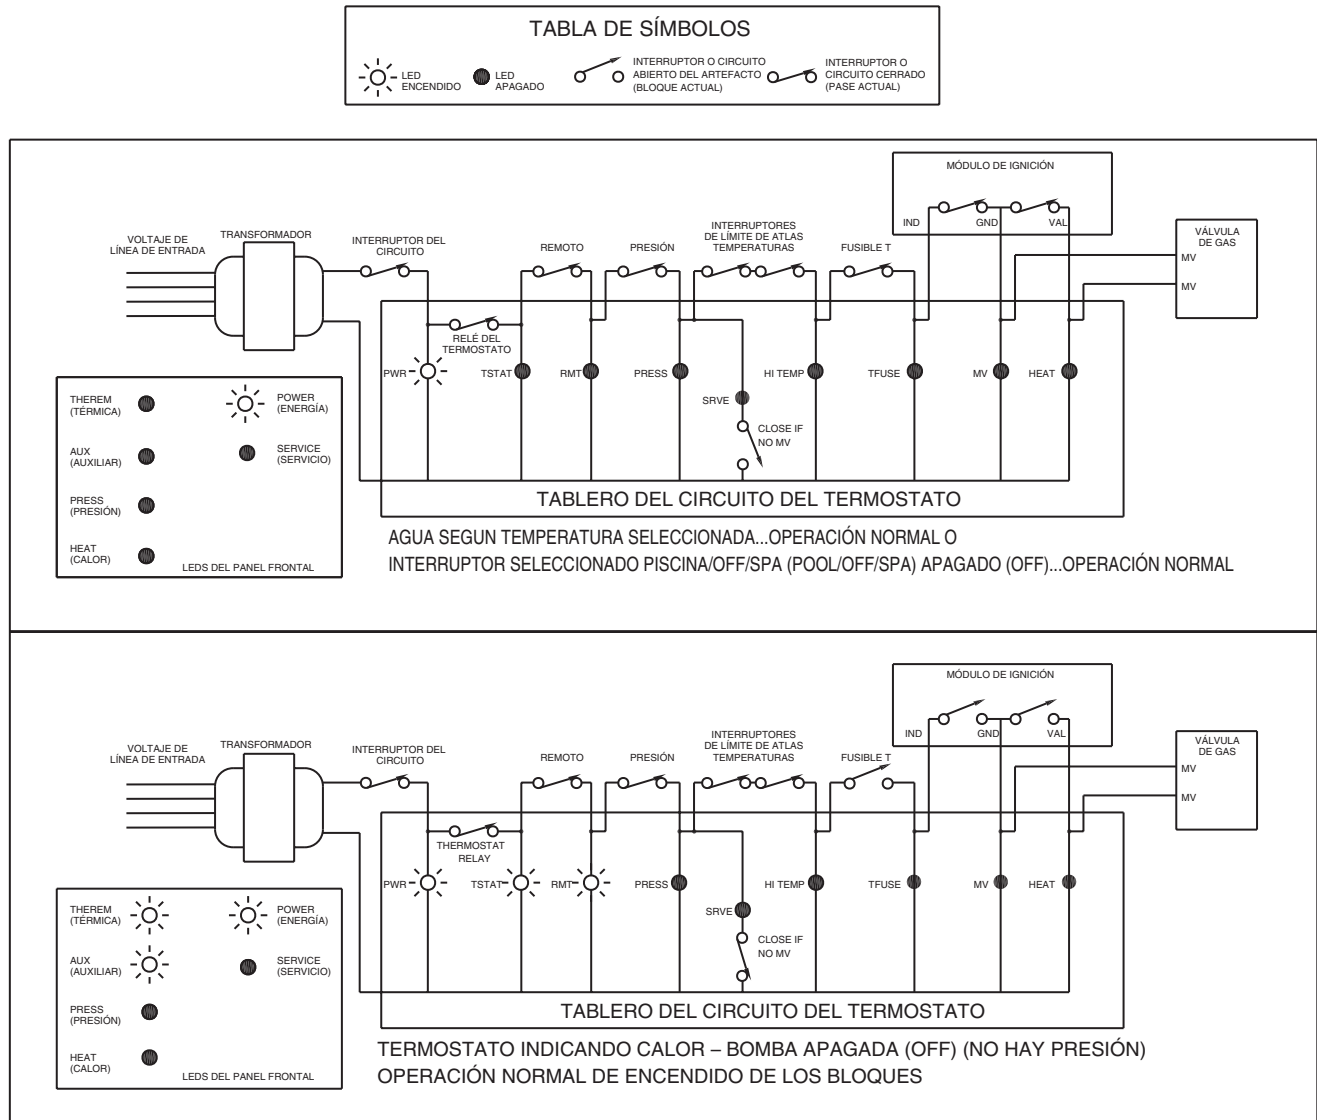 TABLA DE SÍMBOLOS
LED
ENCENDIDO
LED
APAGADO
INTERRUPTOR O CIRCUITO
ABIERTO DEL ARTEFACTO
(BLOQUE ACTUAL)
INTERRUPTOR O
CIRCUITO CERRADO
(PASE ACTUAL)
MÓDULO DE IGNICIÓN
IND
GND
VAL
VOLTAJE DE
LÍNEA DE ENTRADA
TRANSFORMADOR
INTERRUPTOR DEL
CIRCUITO
REMOTO
PRESIÓN
INTERRUPTORES
DE LÍMITE DE ATLAS
TEMPERATURAS
FUSIBLE T
VÁLVULA
DE GAS
MV
MV
RELÉ DEL
TERMOSTATO
PWR
TSTAT
RMT
PRESS
HI TEMP
TFUSE
MV
HEAT
SRVE
CLOSE IF
NO MV
THEREM
(TÉRMICA)
POWER
(ENERGÍA)
AUX
(AUXILIAR)
SERVICE
(SERVICIO)
PRESS
(PRESIÓN)
HEAT
(CALOR)
LEDS DEL PANEL FRONTAL
TABLERO DEL CIRCUITO DEL TERMOSTATO
AGUA SEGUN TEMPERATURA SELECCIONADA...OPERACIÓN NORMAL O
INTERRUPTOR SELECCIONADO PISCINA/OFF/SPA (POOL/OFF/SPA) APAGADO (OFF)...OPERACIÓN NORMAL
MÓDULO DE IGNICIÓN
IND
GND
VAL
VOLTAJE DE
LÍNEA DE ENTRADA
TRANSFORMADOR
INTERRUPTOR DEL
CIRCUITO
REMOTO
PRESIÓN
INTERRUPTORES
DE LÍMITE DE ATLAS
TEMPERATURAS
FUSIBLE T
VÁLVULA
DE GAS
MV
MV
THERMOSTAT
RELAY
PWR
TSTAT
RMT
PRESS
HI TEMP
TFUSE
MV
HEAT
SRVE
CLOSE IF
NO MV
THEREM
(TÉRMICA)
POWER
(ENERGÍA)
AUX
(AUXILIAR)
SERVICE
(SERVICIO)
PRESS
(PRESIÓN)
HEAT
(CALOR)
LEDS DEL PANEL FRONTAL
TABLERO DEL CIRCUITO DEL TERMOSTATO
TERMOSTATO INDICANDO CALOR – BOMBA APAGADA (OFF) (NO HAY PRESIÓN)
OPERACIÓN NORMAL DE ENCENDIDO DE LOS BLOQUES